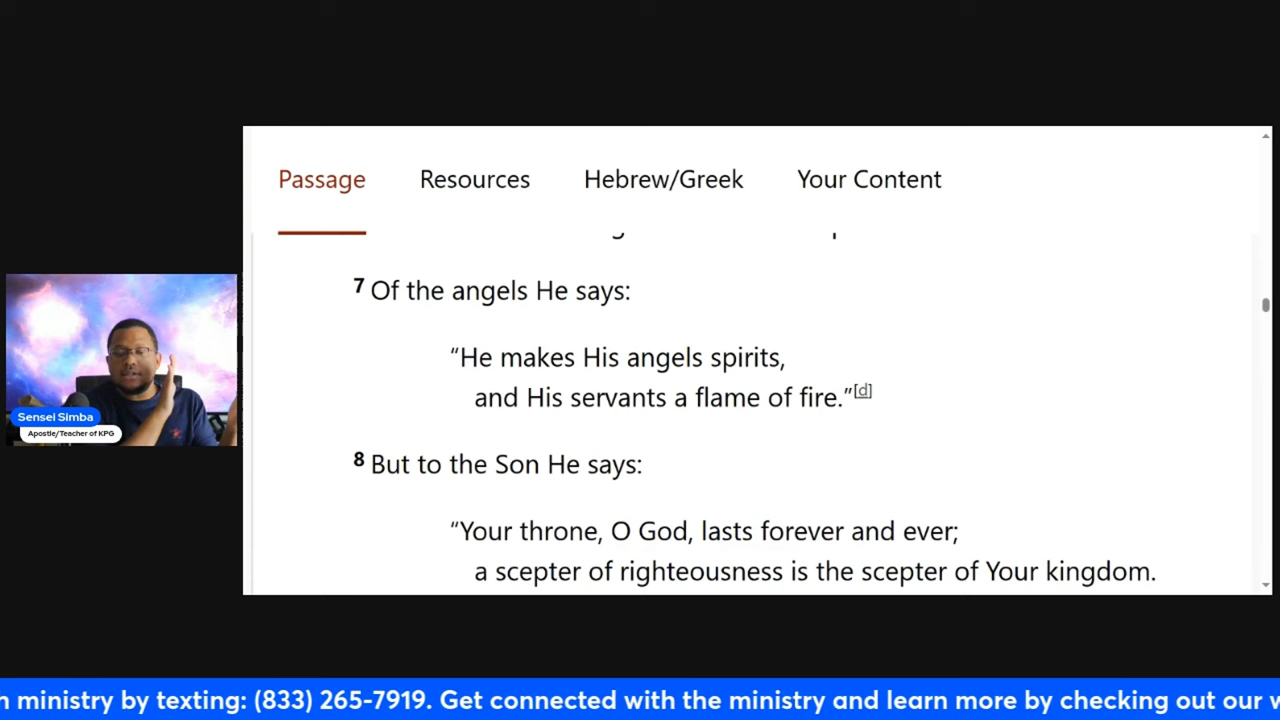 Passage Resources Hebrew/Greek Your Content
7 Of the angels He says:
“He makes His angels spirits,
and His servants a flame of fire.”[d]
8 But to the Son He says:
“Your throne, O God, lasts forever and ever;
a scepter of righteousness is the scepter of Your kingdom.
Sensei Simba
Apostle/Teacher of KPG
ministry by texting: (833) 265-7919. Get connected with the ministry and learn more by checking out our